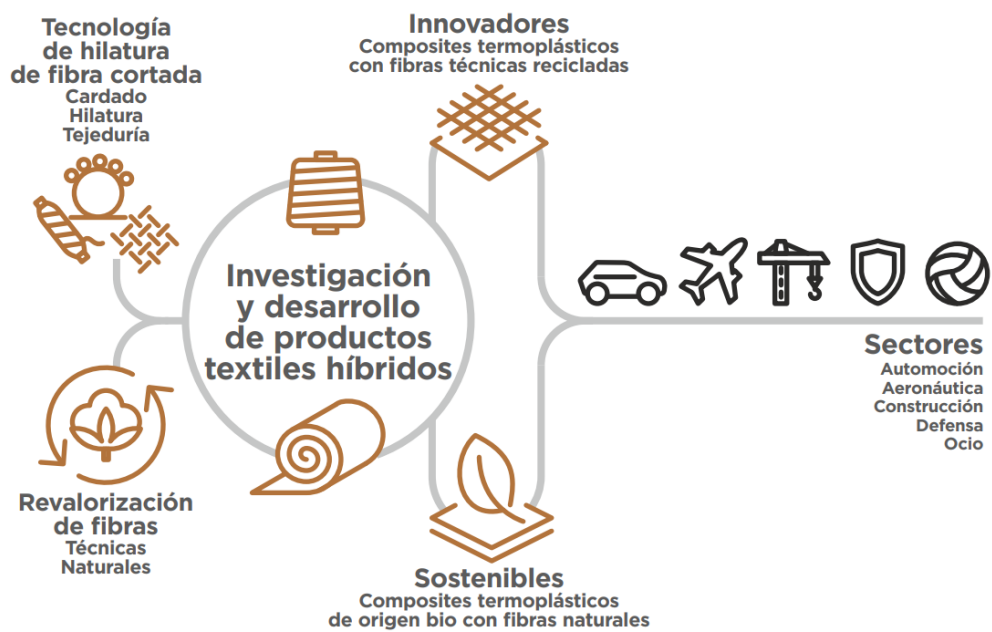 Tecnología
de hilatura
de fibra cortada
Cardado
Hilatura
Tejeduría
Revalorización
de fibras
Técnicas
Naturales
Investigación
y desarrollo
de productos
textiles híbridos
Innovadores
Composites termoplásticos
con fibras técnicas recicladas
Sostenibles
Composites termoplásticos
de origen bio con fibras naturales
Sectores
Automoción
Aeronáutica
Construcción
Defensa
Ocio